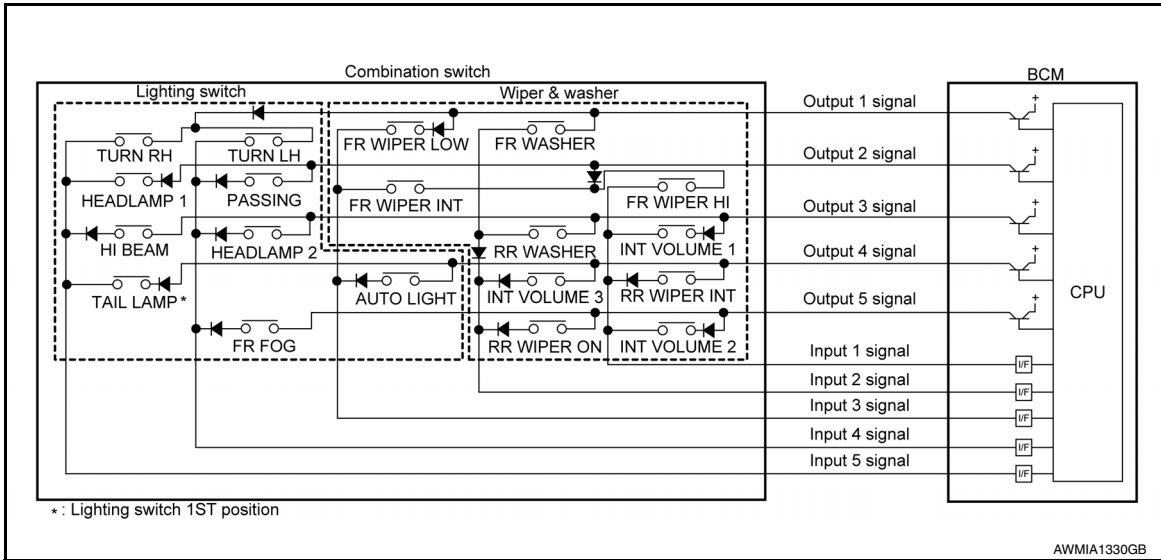 Combination switch
BCM
Lighting switch
Wiper & washer
Output 1 signal
+
TURN RH
TURN LH
FR WIPER LOW
FR WASHER
Output 2 signal
+
HEADLAMP 1
PASSING
FR WIPER INT
FR WIPER HI
Output 3 signal
+
HI BEAM
HEADLAMP 2
RR WASHER
INT VOLUME 1
Output 4 signal
+
TAIL LAMP*
AUTO LIGHT
INT VOLUME 3
RR WIPER INT
CPU
Output 5 signal
+
FR FOG
RR WIPER ON
INT VOLUME 2
Input 1 signal
I/F
Input 2 signal
I/F
Input 3 signal
I/F
Input 4 signal
I/F
Input 5 signal
I/F
* : Lighting switch 1ST position
AWMIA1330GB